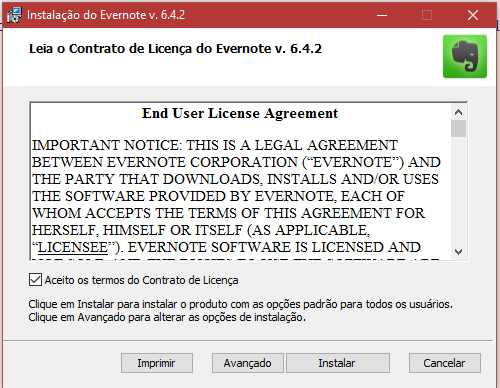 Instalação do Evernote v. 6.4.2
Leia o Contrato de Licença do Evernote v. 6.4.2
End User License Agreement
IMPORTANT NOTICE: THIS IS A LEGAL AGREEMENT
BETWEEN EVERNOTE CORPORATION (“EVERNOTE”) AND
THE PARTY THAT DOWNLOADS, INSTALLS AND/OR USES
THE SOFTWARE PROVIDED BY EVERNOTE, EACH OF
WHOM ACCEPTS THE TERMS OF THIS AGREEMENT FOR
HERSELF, HIMSELF OR ITSELF (AS APPLICABLE,
“LICENSEE”). EVERNOTE SOFTWARE IS LICENSED AND
Aceito os termos do Contrato de Licença
Clique em Instalar para instalar o produto com as opções padrão para todos os usuários.
Clique em Avançado para alterar as opções de instalação.
Imprimir
Avançado
Instalar
Cancelar